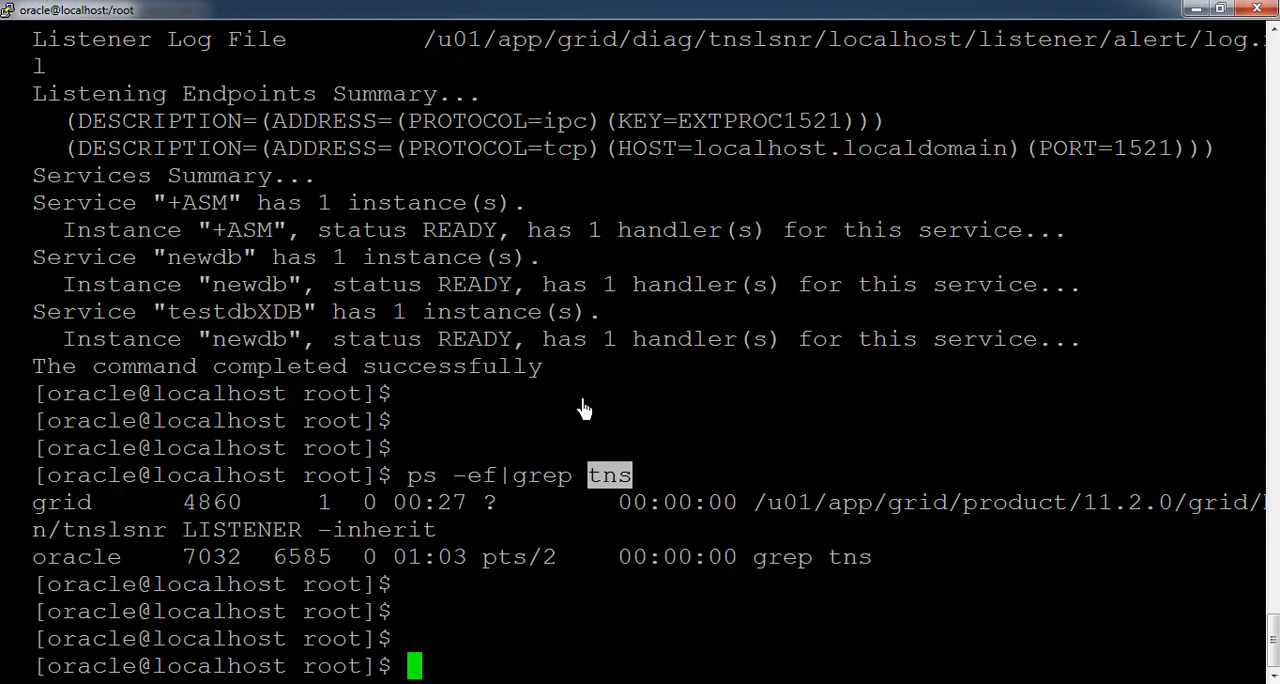 oracle@localhost:/root
Listener Log File         /u01/app/grid/diag/tnslsnr/localhost/listener/alert/log.
l
Listening Endpoints Summary...
  (DESCRIPTION=(ADDRESS=(PROTOCOL=ipc)(KEY=EXTPROC1521)))
  (DESCRIPTION=(ADDRESS=(PROTOCOL=tcp)(HOST=localhost.localdomain)(PORT=1521)))
Services Summary...
Service "+ASM" has 1 instance(s).
  Instance "+ASM", status READY, has 1 handler(s) for this service...
Service "newdb" has 1 instance(s).
  Instance "newdb", status READY, has 1 handler(s) for this service...
Service "testdbXDB" has 1 instance(s).
  Instance "newdb", status READY, has 1 handler(s) for this service...
The command completed successfully
[oracle@localhost root]$
[oracle@localhost root]$
[oracle@localhost root]$
[oracle@localhost root]$ ps -ef|grep tns
grid      4860     1  0 00:27 ?        00:00:00 /u01/app/grid/product/11.2.0/grid/
n/tnslsnr LISTENER -inherit
oracle    7032  6585  0 01:03 pts/2    00:00:00 grep tns
[oracle@localhost root]$
[oracle@localhost root]$
[oracle@localhost root]$
[oracle@localhost root]$